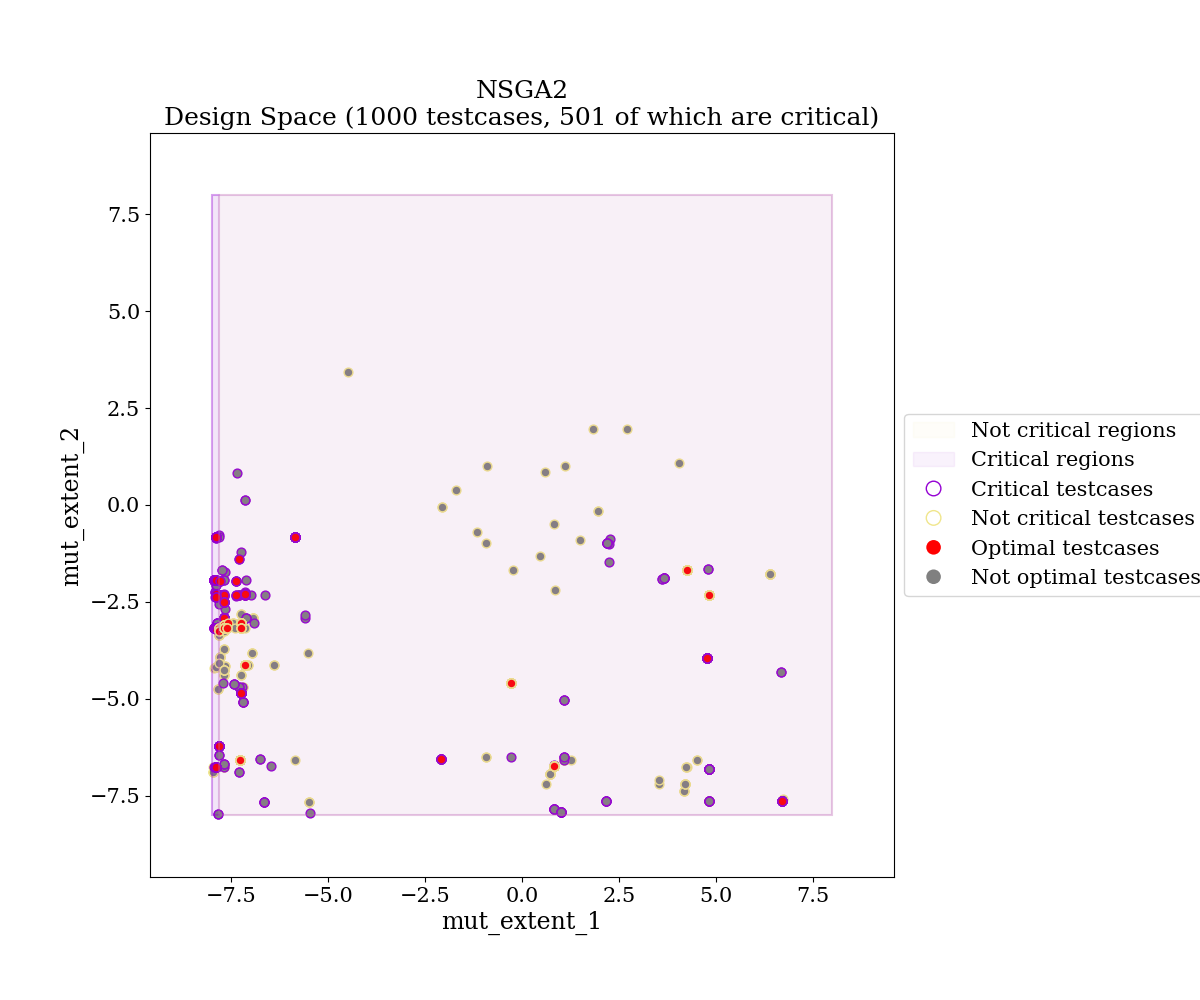 NSGA2
Design Space (1000 testcases, 501 of which are critical)
mut_extent_2
7.5
5.0
2.5
0.0
−2.5
−5.0
−7.5
−7.5
−5.0
−2.5
0.0
2.5
5.0
7.5
mut_extent_1
Not critical regions
Critical regions
Critical testcases
Not critical testcases
Optimal testcases
Not optimal testcases